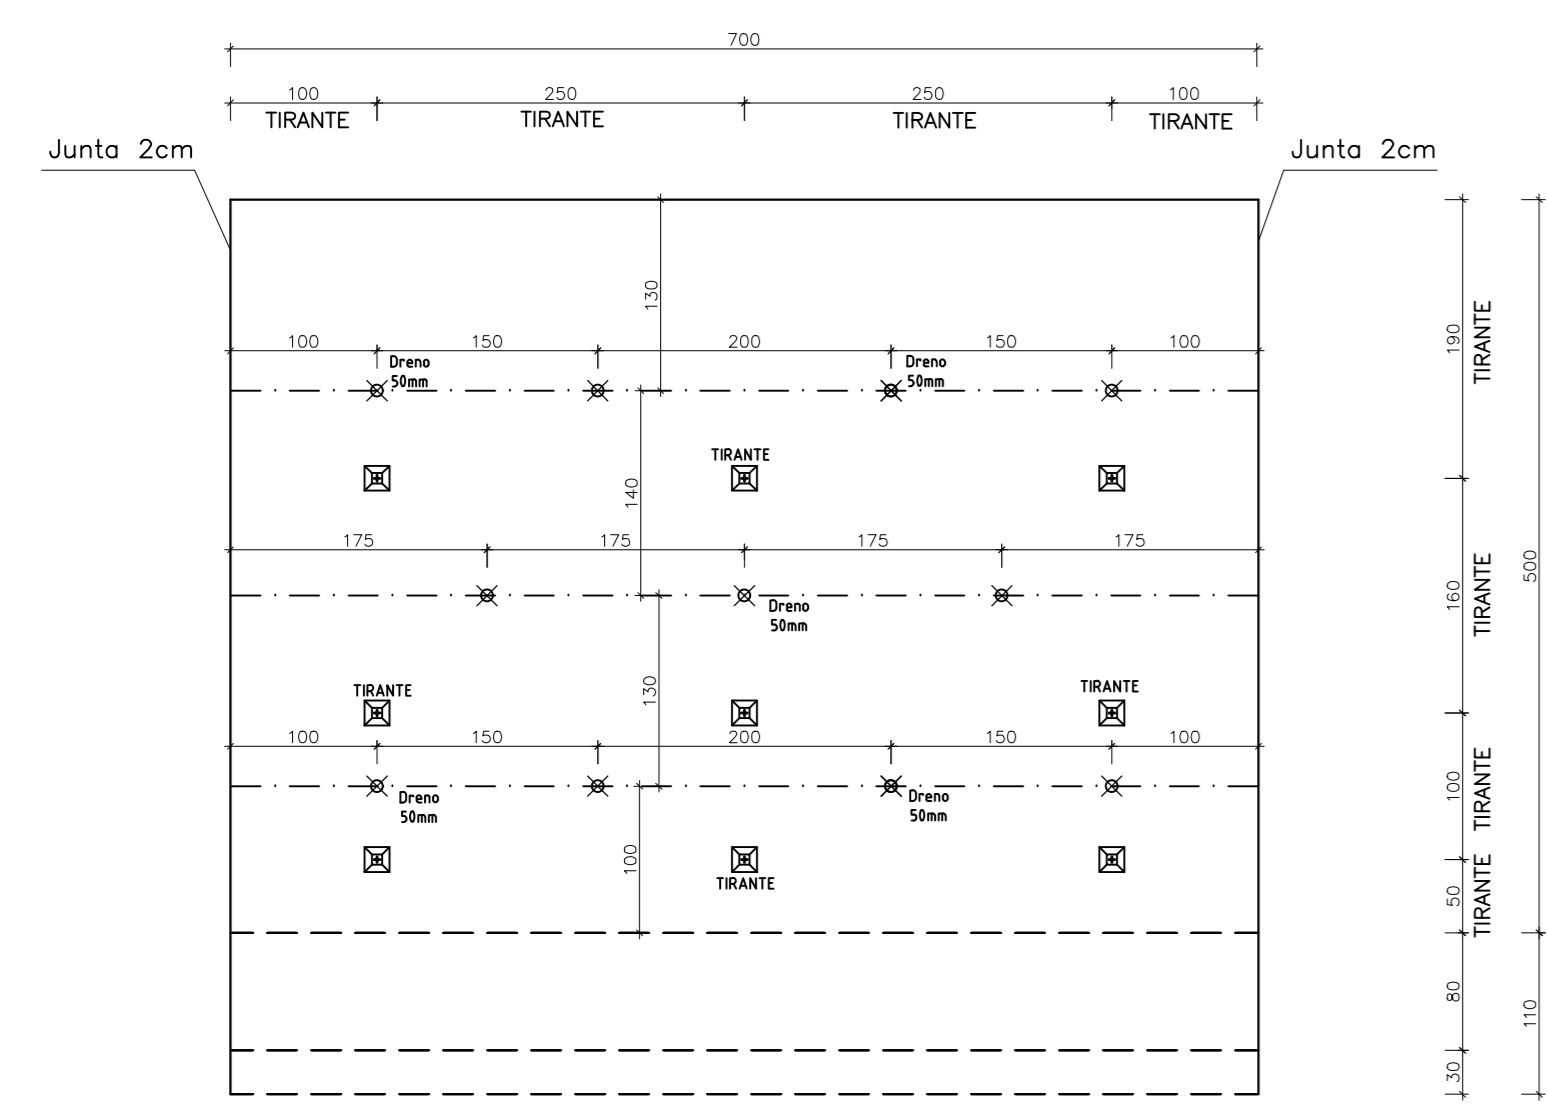 700
100 250 250 100
TIRANTE TIRANTE TIRANTE TIRANTE
Junta 2cm Junta 2cm
130
190 TIRANTE
100 150 200 150 100
Dreno Dreno
50mm 50mm
TIRANTE
140
175 175 175 175
160 TIRANTE
500
Dreno
50mm
130
TIRANTE TIRANTE
100 150 200 150 100
100 TIRANTE
Dreno Dreno
50mm 50mm
100
TIRANTE
50 TIRANTE
80
110
30